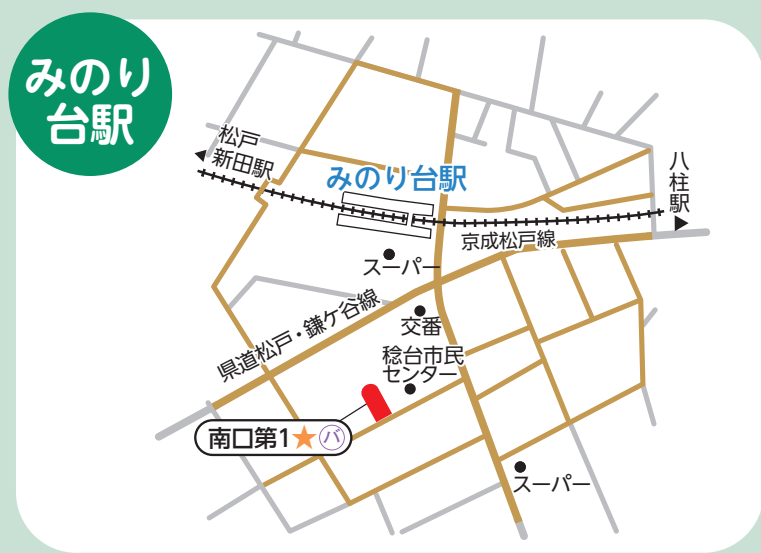 みのり
台駅
松戸
新田駅
みのり台駅
八柱駅
京成松戸線
スーパー
県道松戸・鎌ケ谷線
交番
稔台市民
センター
南口第1★バ
スーパー